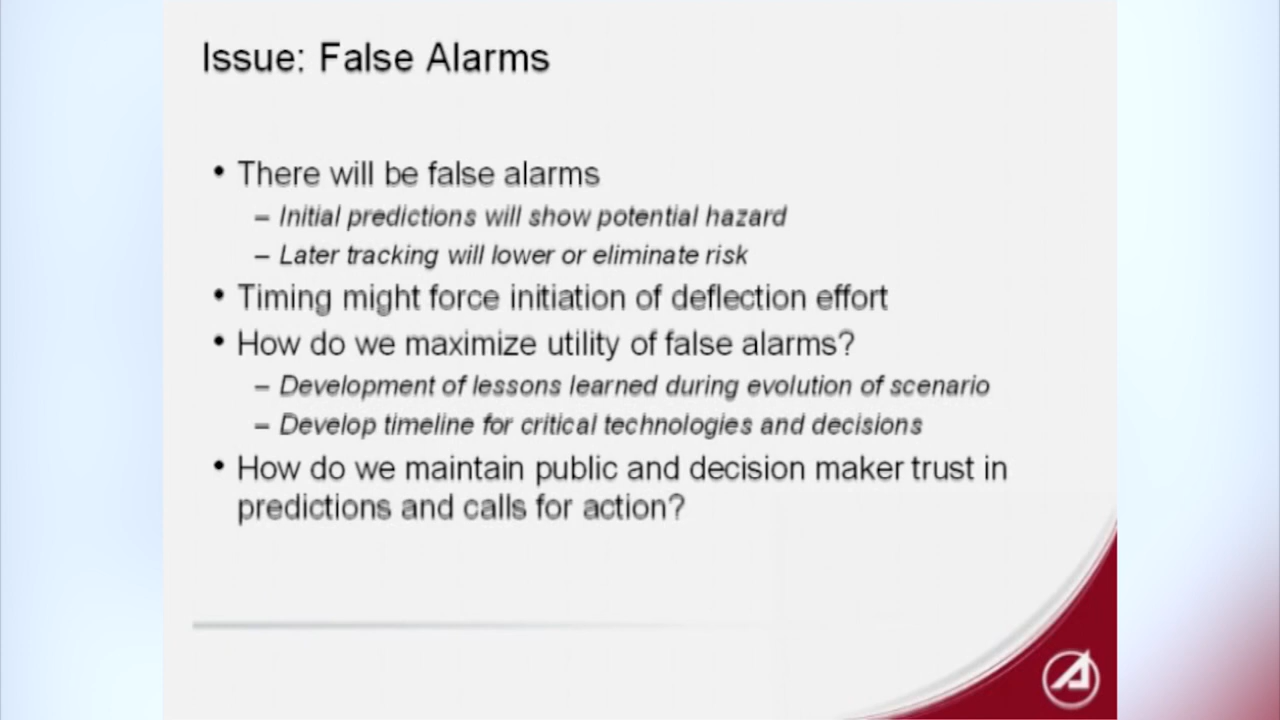 Issue: False Alarms
• There will be false alarms
– Initial predictions will show potential hazard
– Later tracking will lower or eliminate risk
• Timing might force initiation of deflection effort
• How do we maximize utility of false alarms?
– Development of lessons learned during evolution of scenario
– Develop timeline for critical technologies and decisions
• How do we maintain public and decision maker trust in
predictions and calls for action?